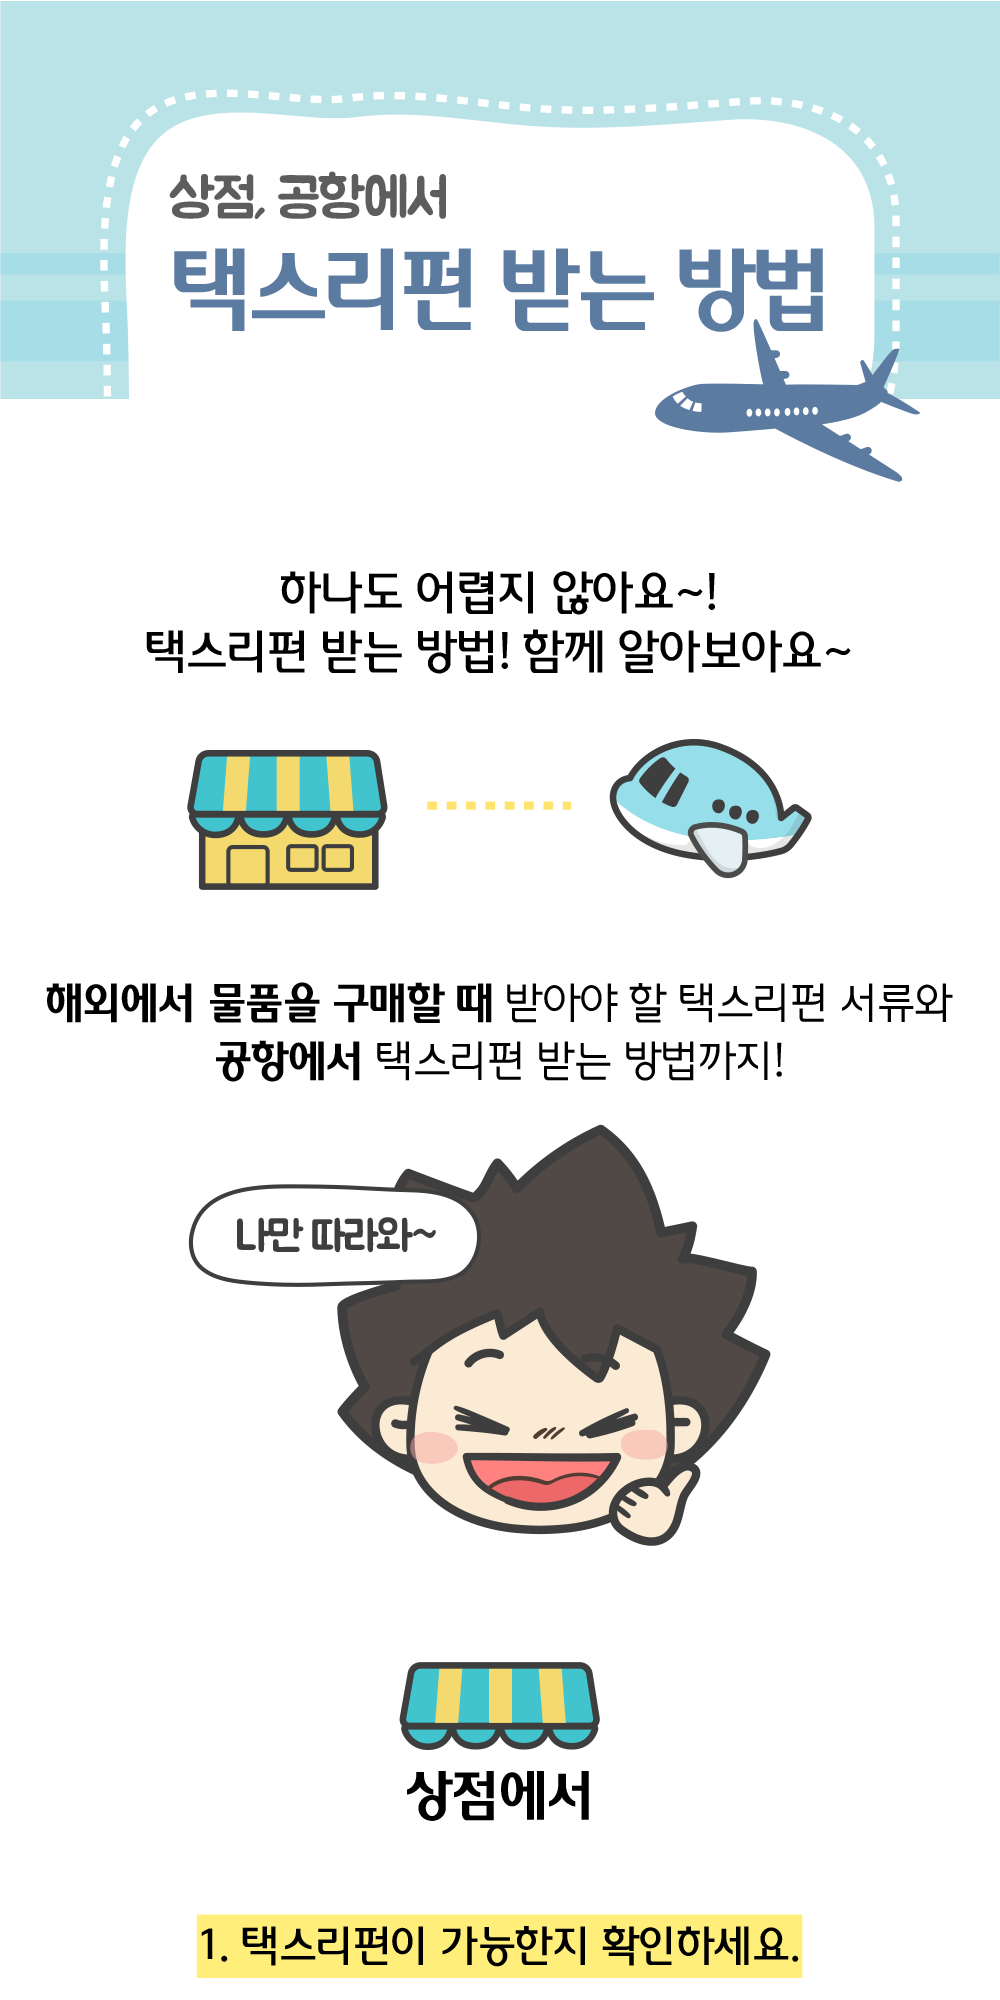 상점, 공항에서
택스리펀 받는 방법
하나도 어렵지 않아요~!
택스리펀 받는 방법! 함께 알아보아요~
해외에서 물품을 구매할 때 받아야 할 택스리펀 서류와
공항에서 택스리펀 받는 방법까지!
나만 따라와~
상점에서
1. 택스리펀이 가능한지 확인하세요.